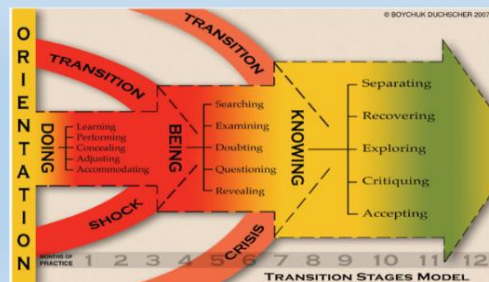 © BOYCHUK DUCHSCHER 2007
ORIENTATION
TRANSITION
TRANSITION
DOING
Learning
Performing
Concealing
Adjusting
Accommodating
BEING
Searching
Examining
Doubting
Questioning
Revealing
KNOWING
Separating
Recovering
Exploring
Critiquing
Accepting
SHOCK
CRISIS
MONTHS OF
PRACTICE 1 2 3 4 5 6 7 8 9 10 11 12
TRANSITION STAGES MODEL